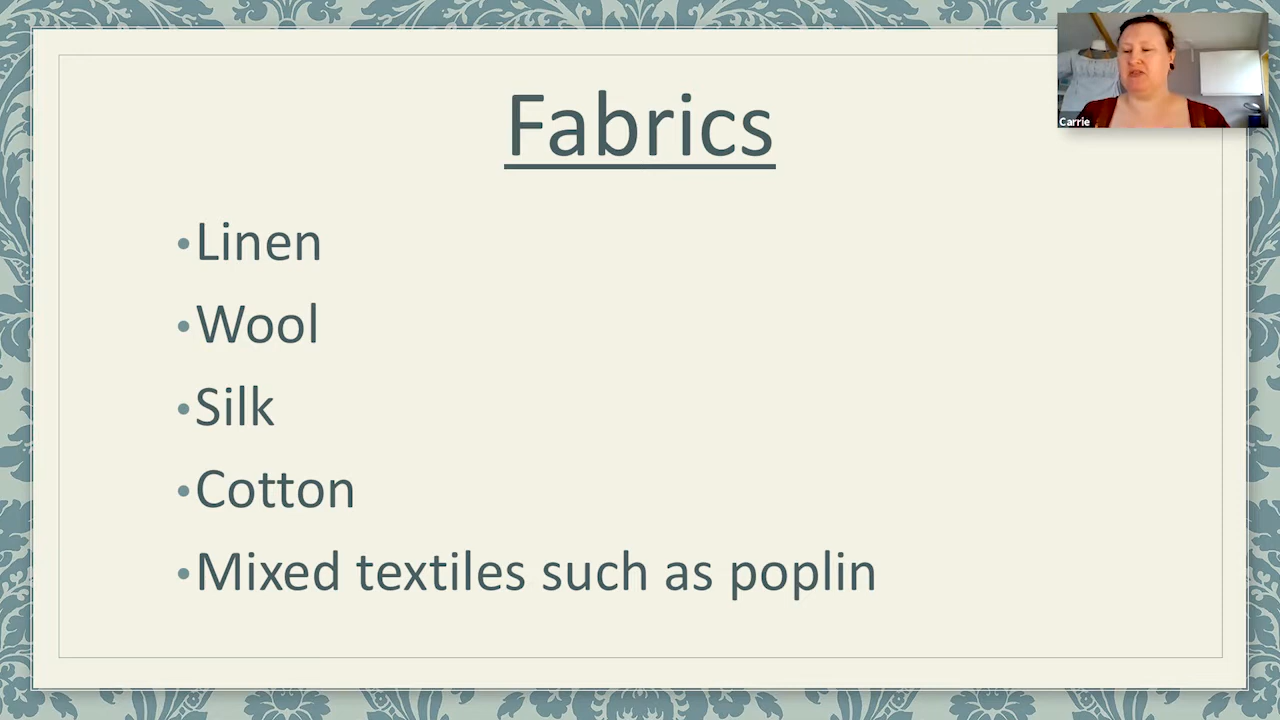 Fabrics
Carrie
•Linen
•Wool
•Silk
•Cotton
•Mixed textiles such as poplin